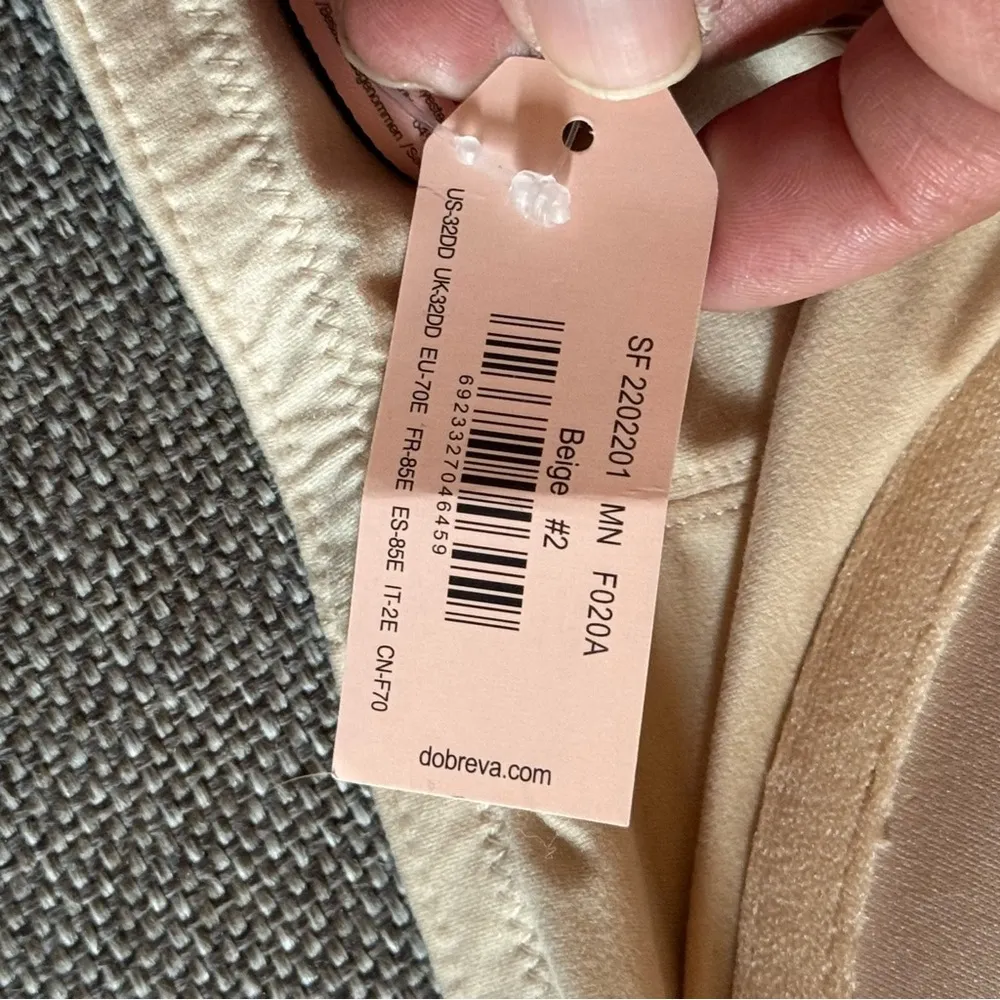 SF 2202201 MN F020A
Beige #2
6923327046459
US-32DD UK-32DD EU-70E FR-85E ES-85E IT-2E CN-F70
dobreva.com